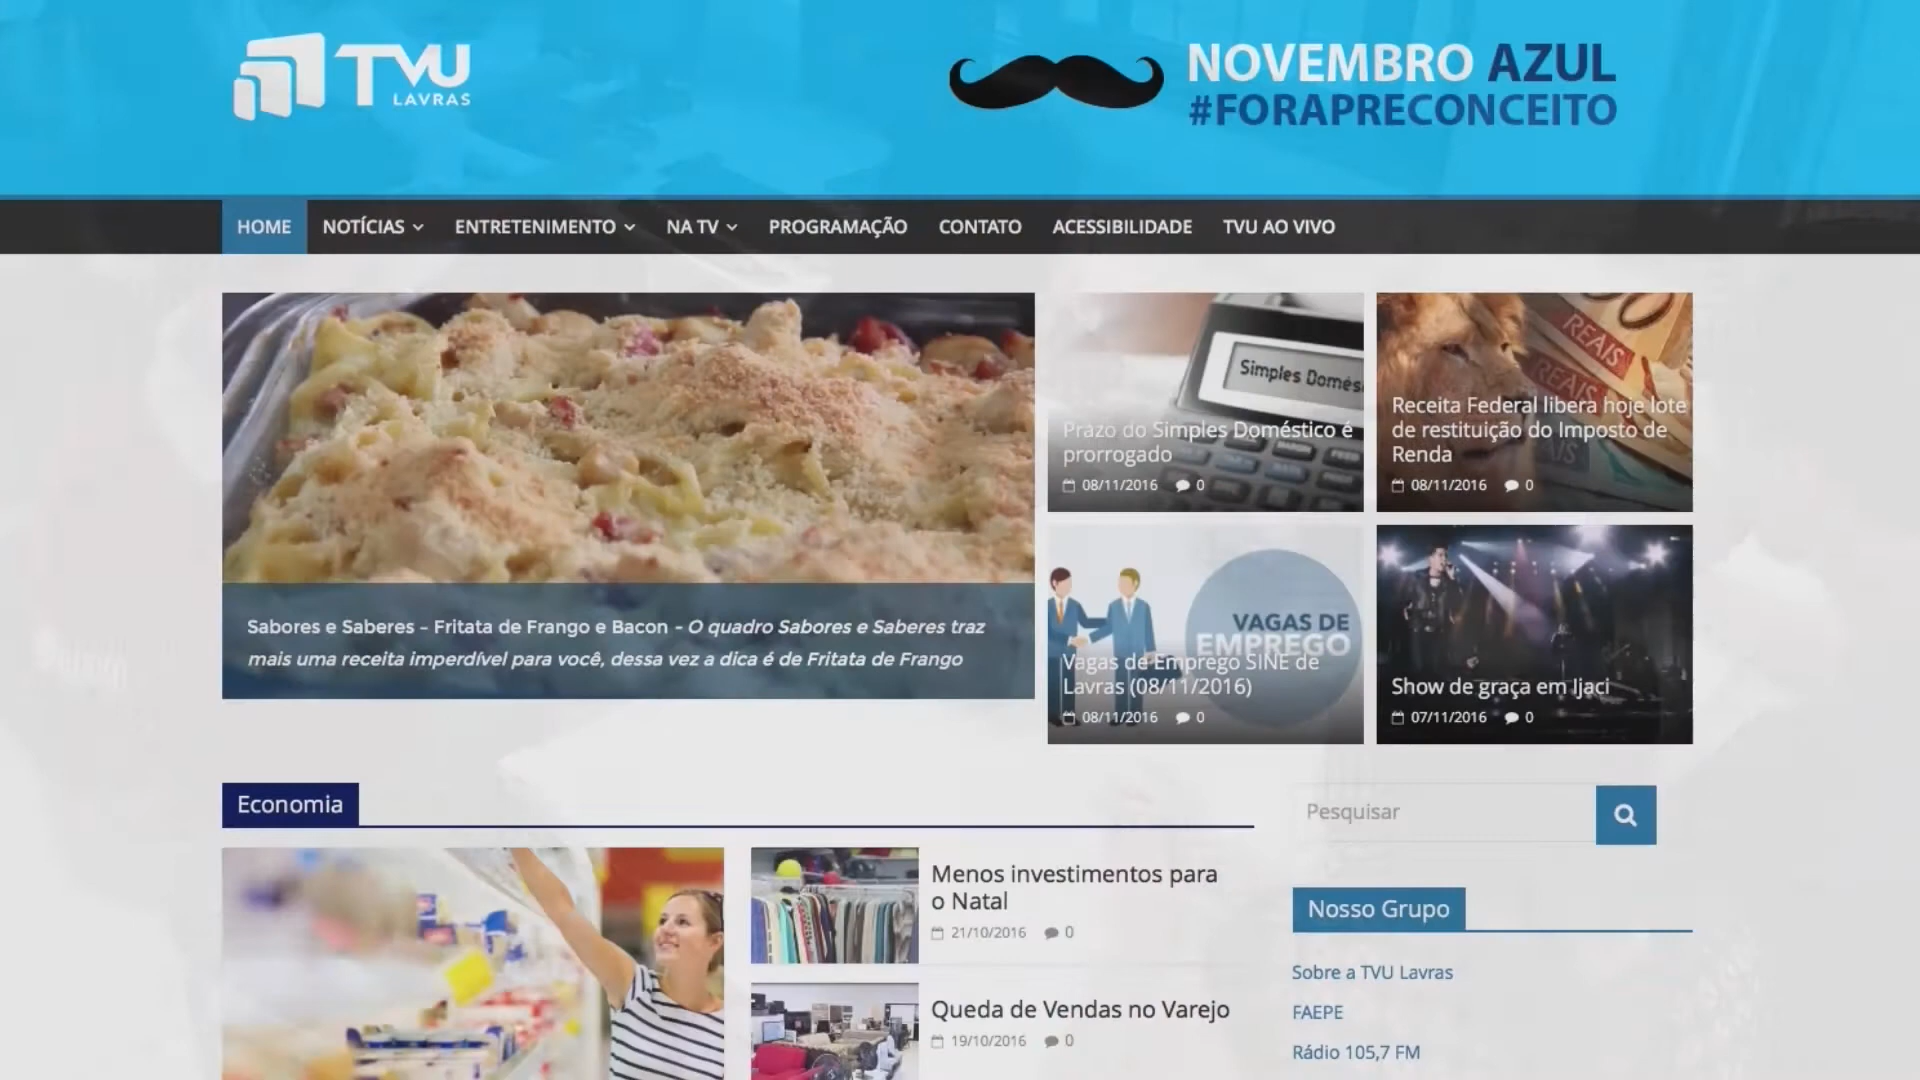 TVU
LAVRAS
NOVEMBRO AZUL
#FORAPRECONCEITO
HOME
NOTÍCIAS
ENTRETENIMENTO
NA TV
PROGRAMAÇÃO
CONTATO
ACESSIBILIDADE
TVU AO VIVO
Sabores e Saberes – Fritata de Frango e Bacon - O quadro Sabores e Saberes traz
mais uma receita imperdível para você, dessa vez a dica é de Fritata de Frango
Simples Domés
Prazo do Simples Doméstico é
prorrogado
08/11/2016 0
REAIS
REAIS
Receita Federal libera hoje lote
de restituição do Imposto de
Renda
08/11/2016 0
VAGAS DE
EMPREGO
Vagas de Emprego SINE de
Lavras (08/11/2016)
08/11/2016 0
Show de graça em Ijaci
07/11/2016 0
Economia
Menos investimentos para
o Natal
21/10/2016 0
Queda de Vendas no Varejo
19/10/2016 0
Pesquisar
Nosso Grupo
Sobre a TVU Lavras
FAEPE
Rádio 105,7 FM